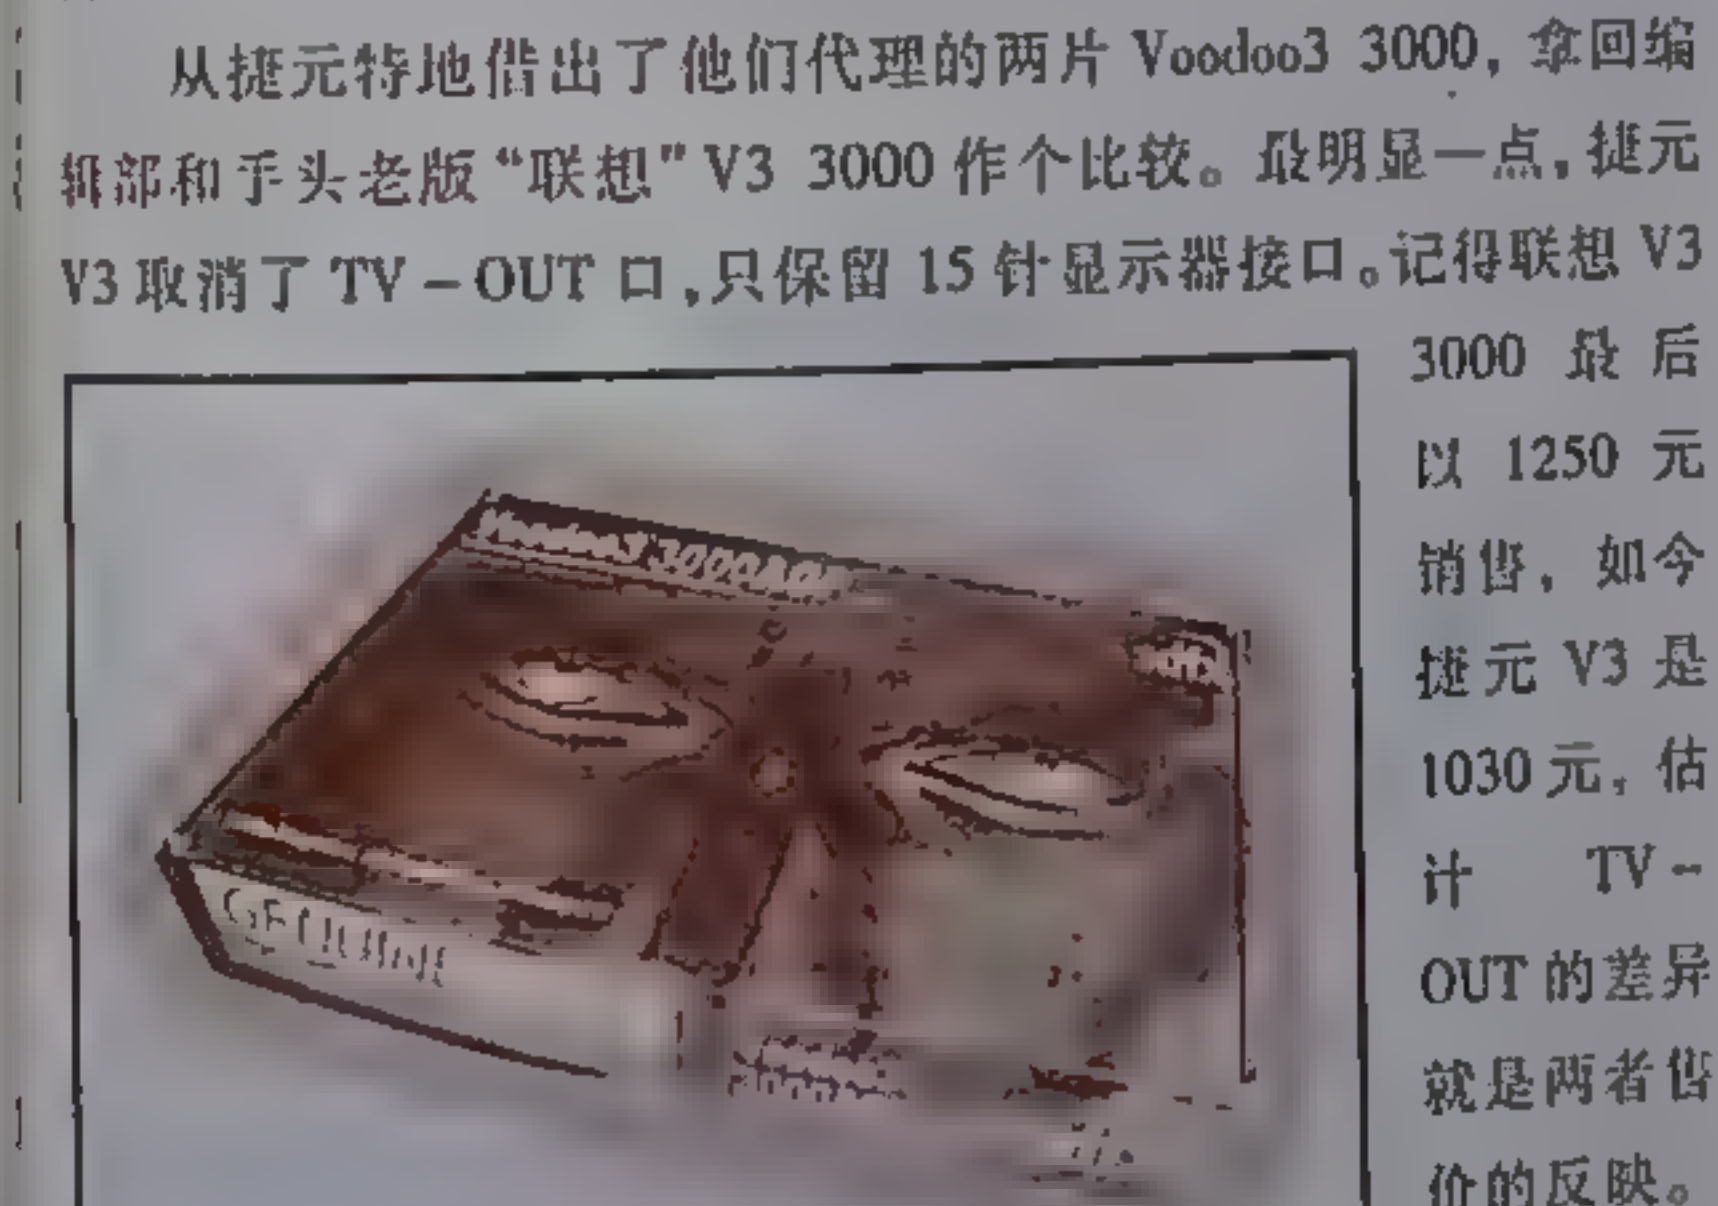 从捷元特地借出了他们代理的两片 Voodoo3 3000，拿回编
辑部和手头老版“联想”V3 3000 作个比较。最明显一点，捷元
V3 取消了 TV－OUT 口，只保留 15 针显示器接口。记得联想 V3
3000 最后
以 1250 元
销售，如今
捷元 V3 是
1030 元，估
计 TV－
OUT 的差异
就是两者售
价的反映。
Voodoo3 3000